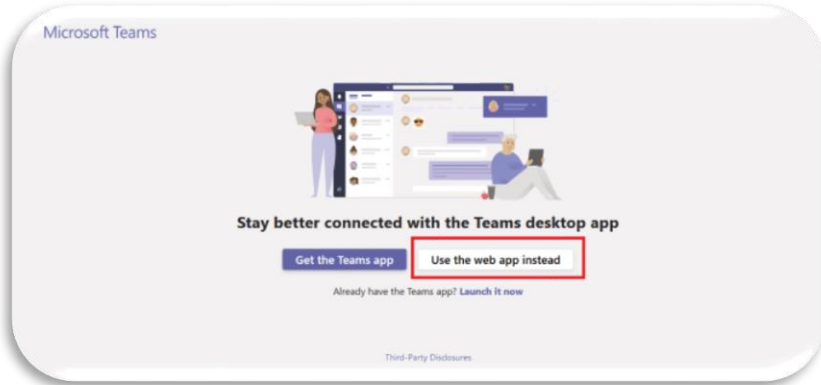 Microsoft Teams
Stay better connected with the Teams desktop app
Get the Teams app
Use the web app instead
Already have the Teams app? Launch it now
Third-Party Disclosures